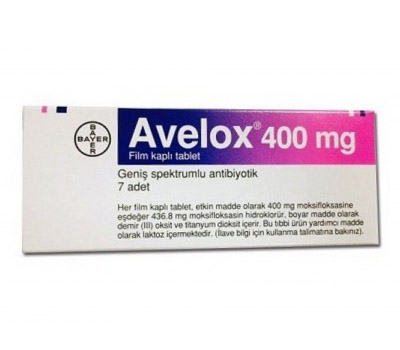 BAYER
BAYER
Avelox® 400 mg
Film kaplı tablet
Geniş spektrumlu antibiyotik
7 adet
Her film kaplı tablet, etkin madde olarak 400 mg moksifloksasine
eşdeğer 436.8 mg moksifloksasin hidroklorür, boyar madde olarak
demir (III) oksit ve titanyum dioksit içerir. Bu tıbbi ürün yardımcı madde
olarak laktoz içermektedir. (İlave bilgi için kullanma talimatına bakınız).